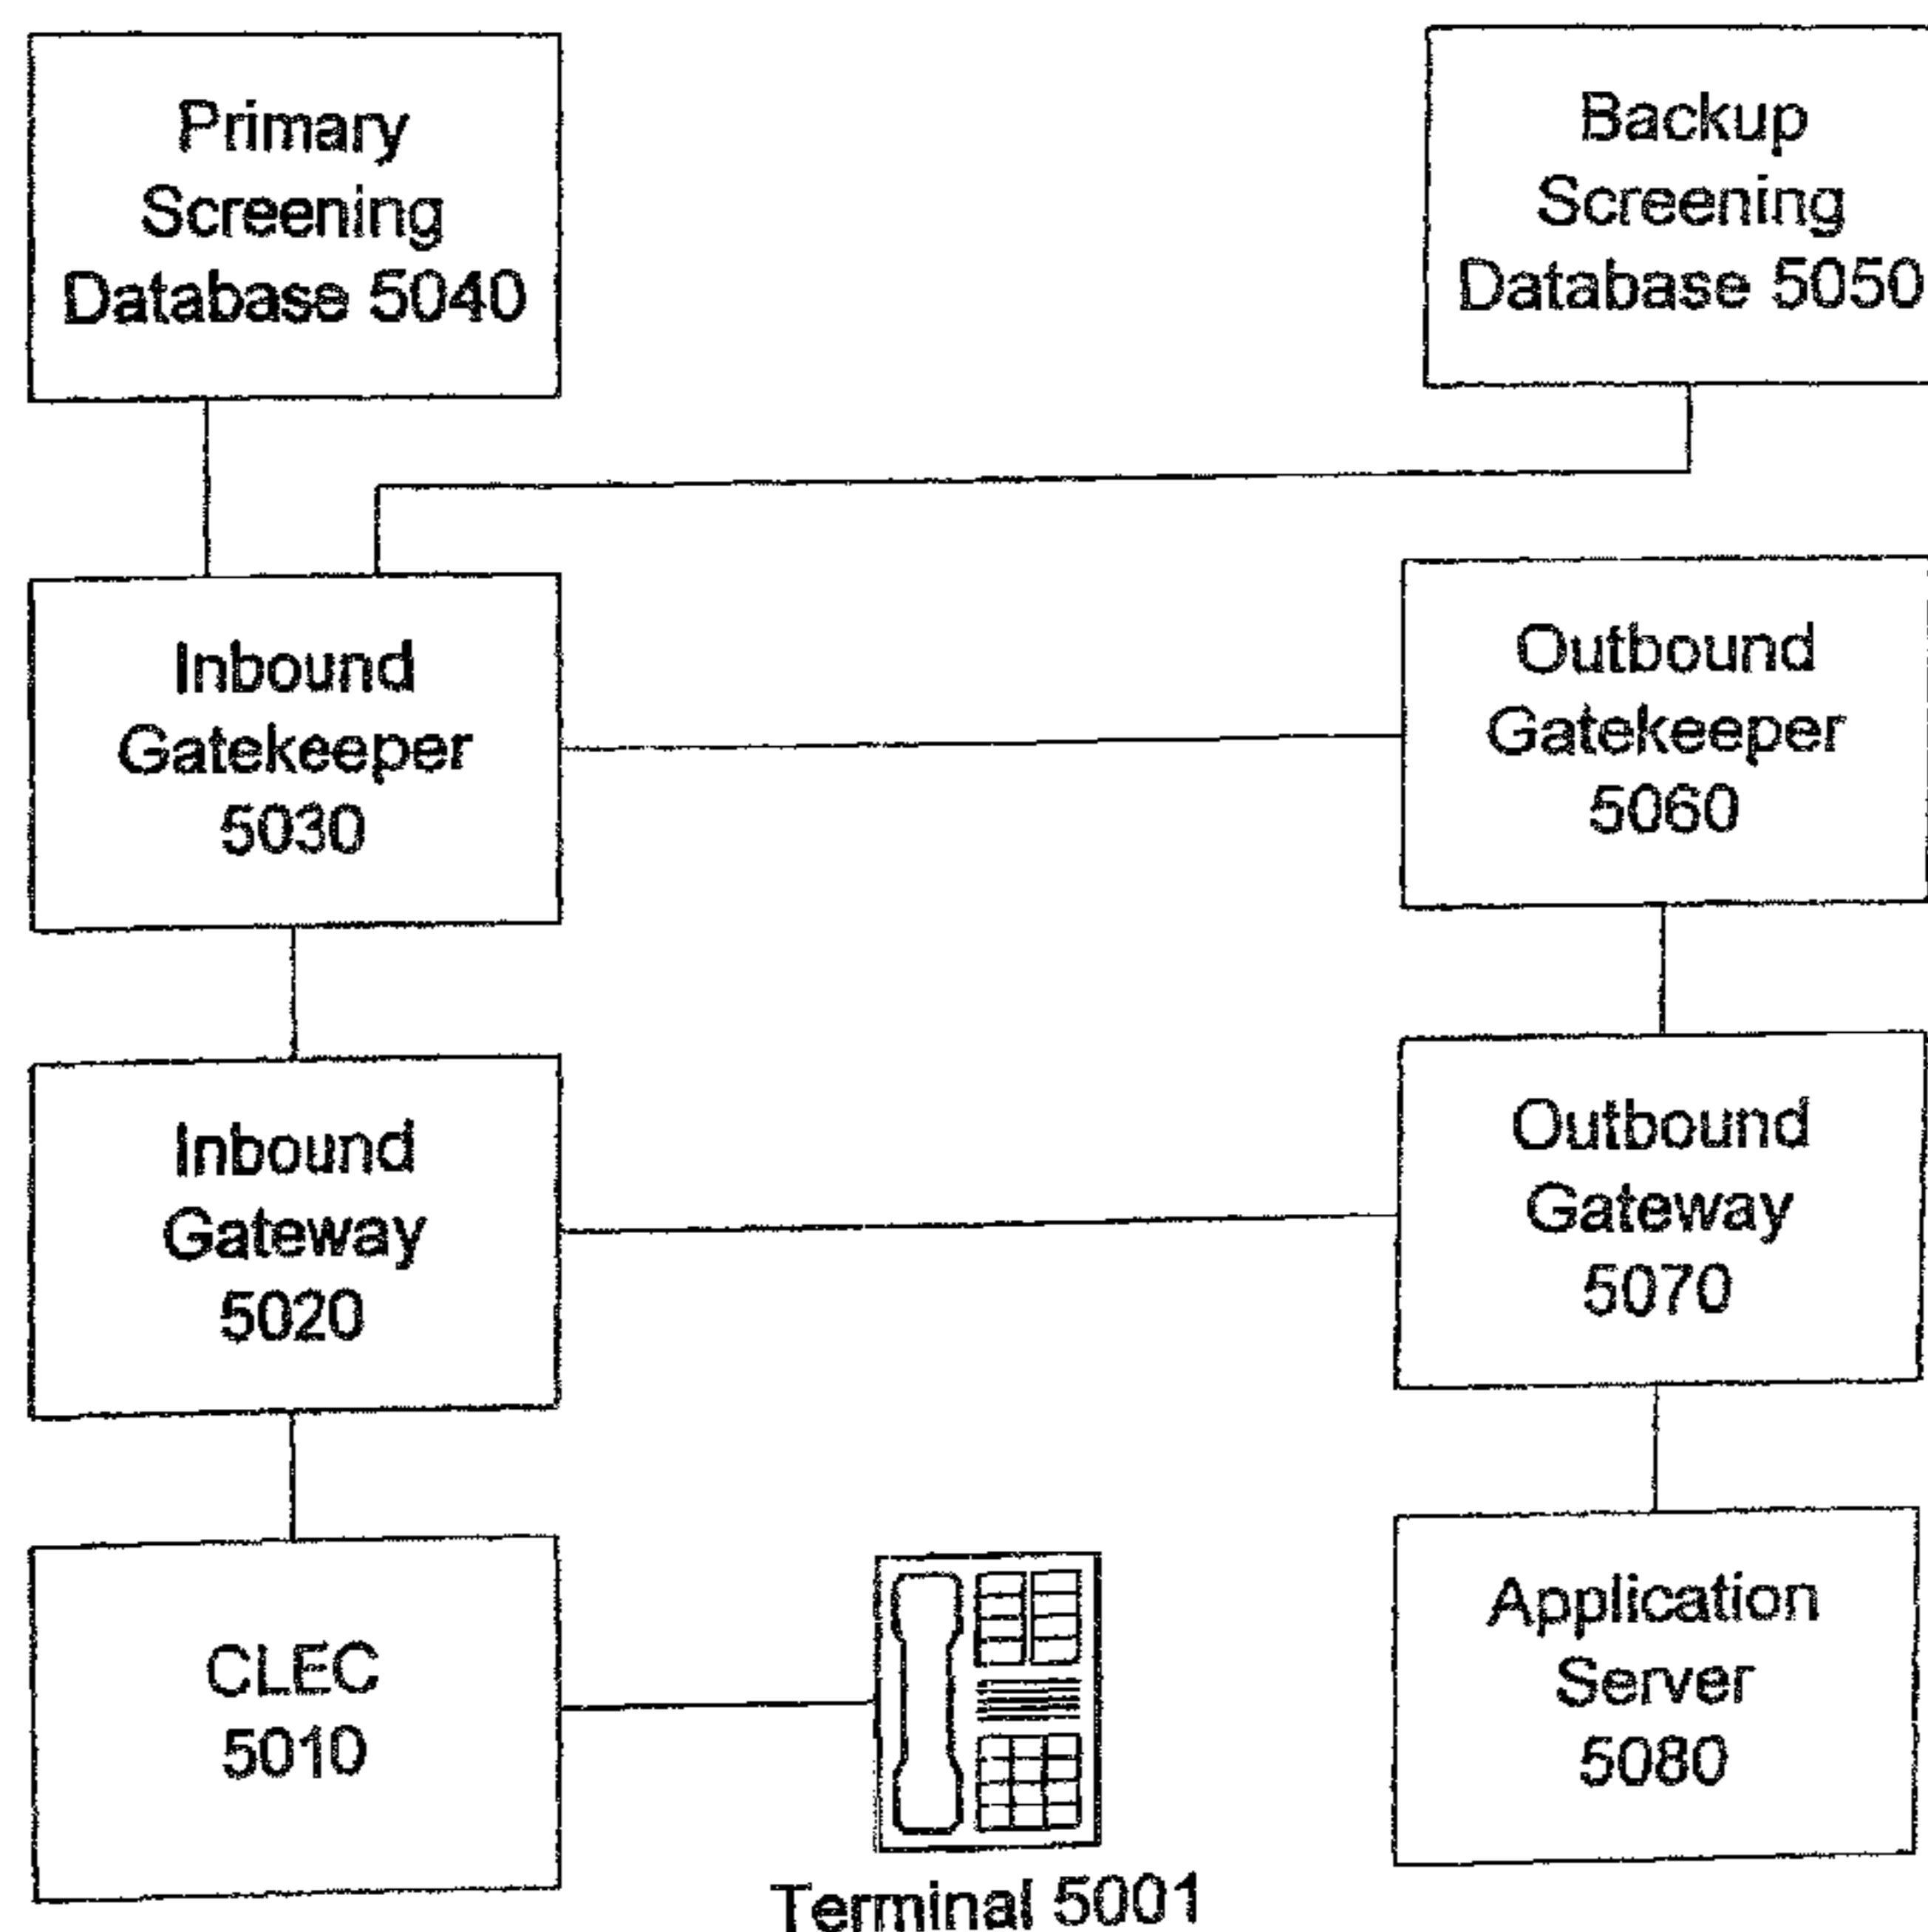 Primary
Screening
Database 5040
Backup
Screening
Database 5050
Inbound
Gatekeeper
5030
Outbound
Gatekeeper
5060
Inbound
Gateway
5020
Outbound
Gateway
5070
CLEC
5010
Terminal 5001
Application
Server
5080